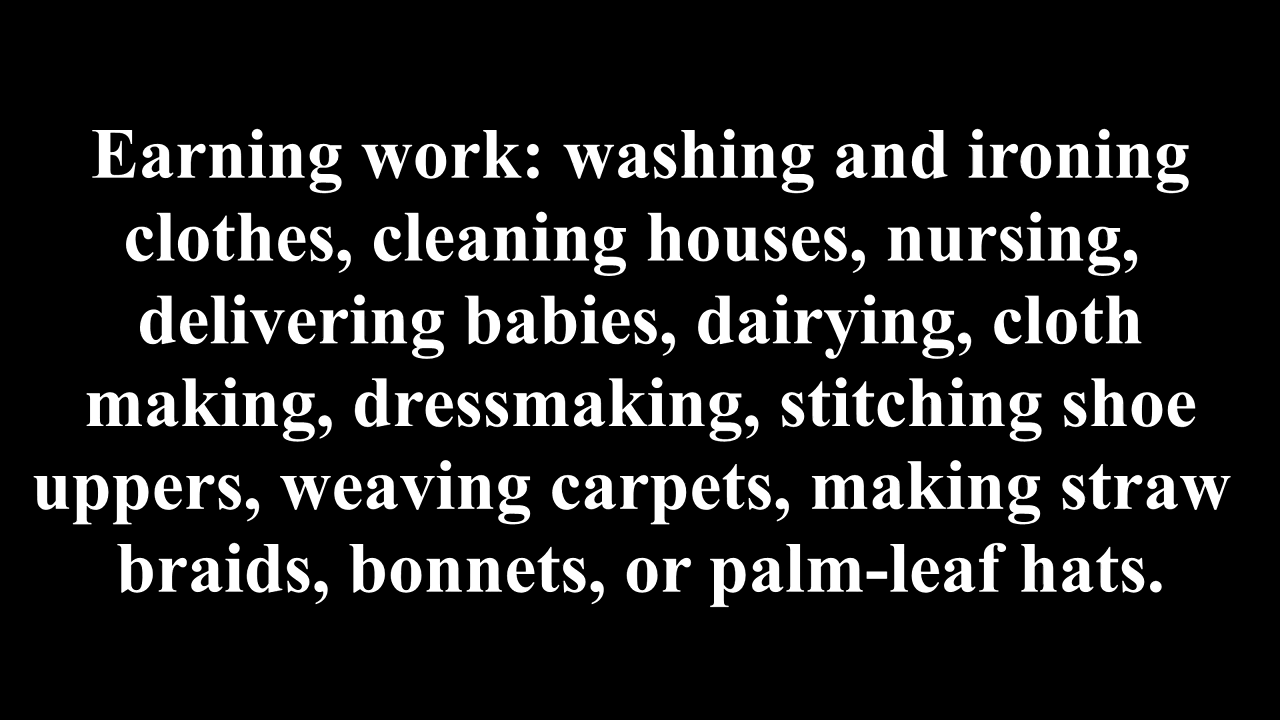 Earning work: washing and ironing
clothes, cleaning houses, nursing,
delivering babies, dairying, cloth
making, dressmaking, stitching shoe
uppers, weaving carpets, making straw
braids, bonnets, or palm-leaf hats.